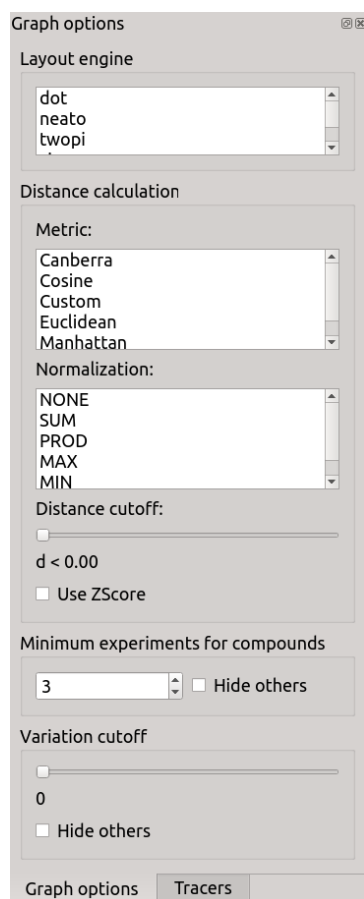 Graph options
Layout engine
dot
neato
twopi
Distance calculation
Metric:
Canberra
Cosine
Custom
Euclidean
Manhattan
Normalization:
NONE
SUM
PROD
MAX
MIN
Distance cutoff:
d < 0.00
Use ZScore
Minimum experiments for compounds
3 Hide others
Variation cutoff
0
Hide others
Graph options Tracers